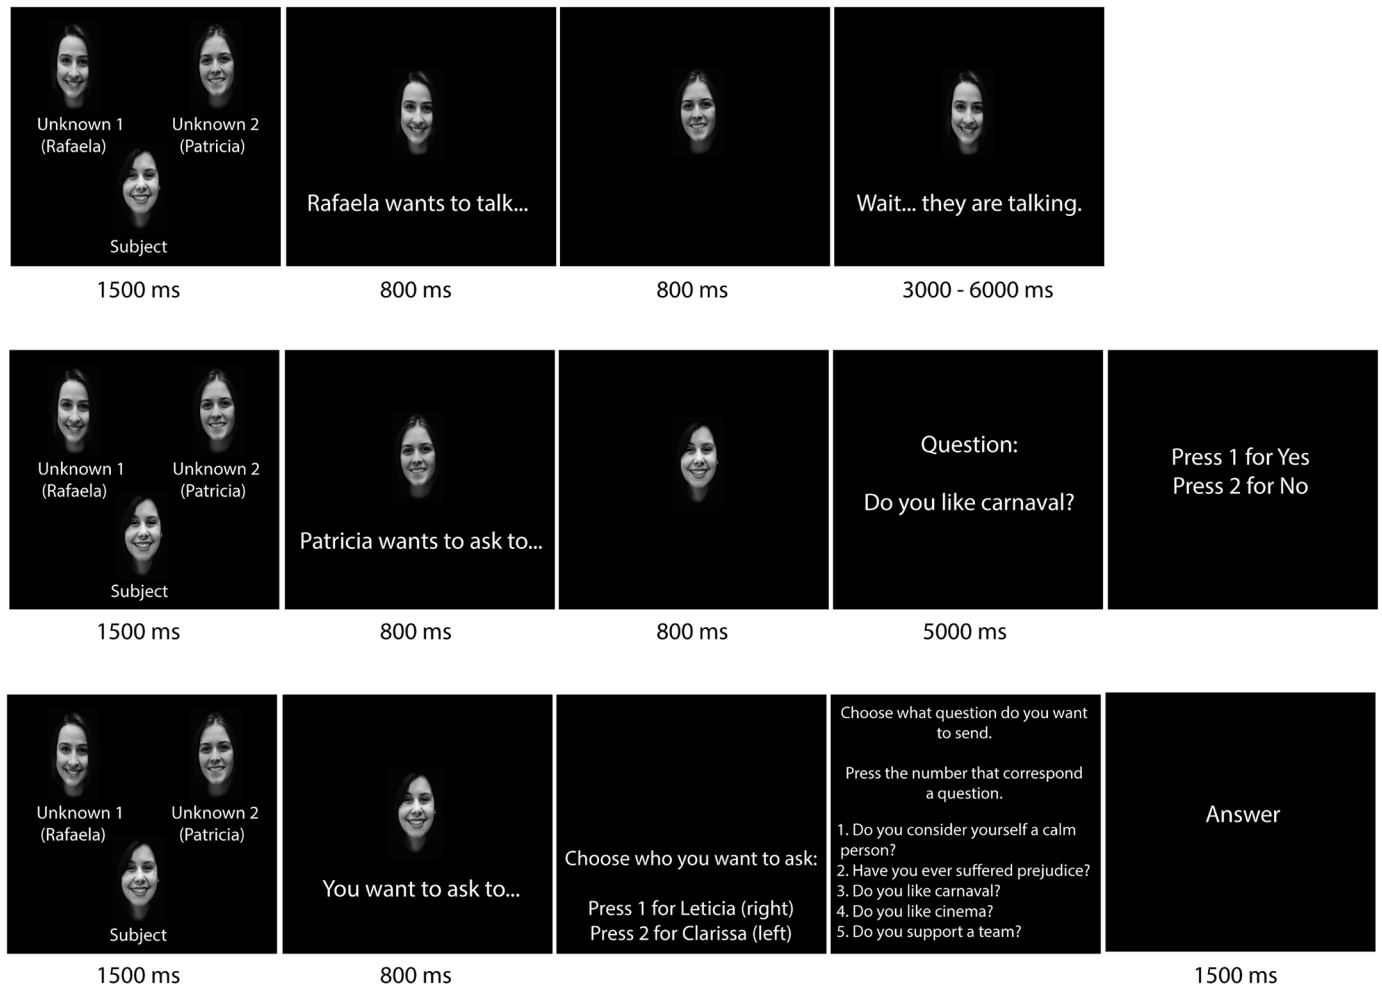 Unknown 1
(Rafaela)
Unknown 2
(Patricia)
Subject
Rafaela wants to talk...
Wait... they are talking.
1500 ms
800 ms
800 ms
3000 - 6000 ms
Unknown 1
(Rafaela)
Unknown 2
(Patricia)
Subject
Patricia wants to ask to...
Question:
Do you like carnaval?
Press 1 for Yes
Press 2 for No
1500 ms
800 ms
800 ms
5000 ms
Unknown 1
(Rafaela)
Unknown 2
(Patricia)
Subject
You want to ask to...
Choose who you want to ask:
Press 1 for Leticia (right)
Press 2 for Clarissa (left)
Choose what question do you want
to send.
Press the number that correspond
a question.
1. Do you consider yourself a calm
person?
2. Have you ever suffered prejudice?
3. Do you like carnaval?
4. Do you like cinema?
5. Do you support a team?
Answer
1500 ms
800 ms
1500 ms